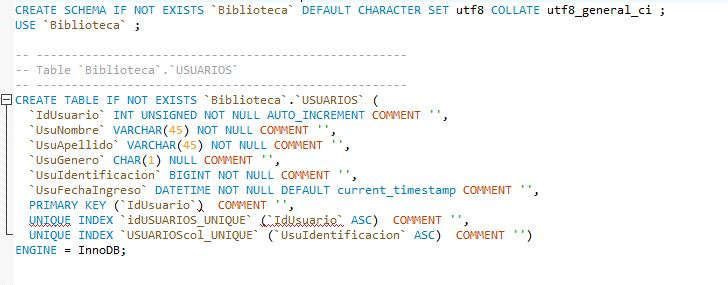 CREATE SCHEMA IF NOT EXISTS `Biblioteca` DEFAULT CHARACTER SET utf8 COLLATE utf8_general_ci ;
USE `Biblioteca` ;
-- -----------------------------------------------------
-- Table `Biblioteca`.`USUARIOS`
-- -----------------------------------------------------
CREATE TABLE IF NOT EXISTS `Biblioteca`.`USUARIOS` (
`IdUsuario` INT UNSIGNED NOT NULL AUTO_INCREMENT COMMENT '',
`UsuNombre` VARCHAR(45) NOT NULL COMMENT '',
`UsuApellido` VARCHAR(45) NOT NULL COMMENT '',
`UsuGenero` CHAR(1) NULL COMMENT '',
`UsuIdentificacion` BIGINT NOT NULL COMMENT '',
`UsuFechaIngreso` DATETIME NOT NULL DEFAULT current_timestamp COMMENT '',
PRIMARY KEY (`IdUsuario`)  COMMENT '',
UNIQUE INDEX `idUSUARIOS_UNIQUE` (`IdUsuario` ASC)  COMMENT '',
UNIQUE INDEX `USUARIOScol_UNIQUE` (`UsuIdentificacion` ASC)  COMMENT '')
ENGINE = InnoDB;